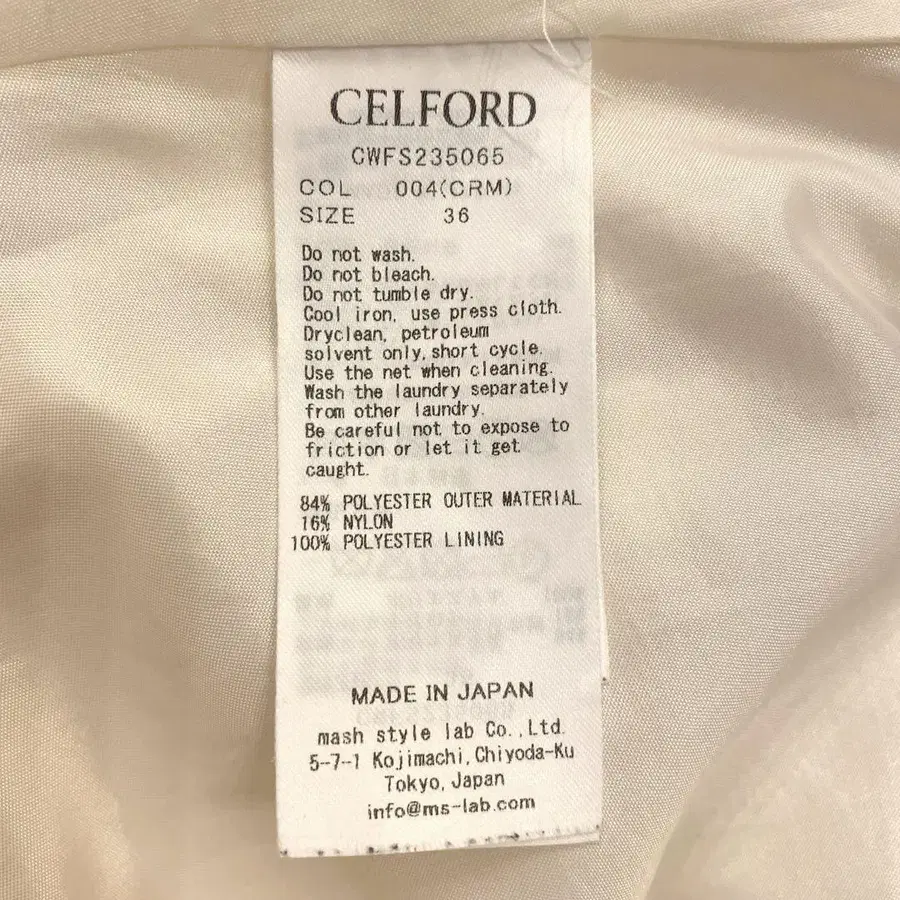 CELFORD
CWFS235065
COL 004(CRM)
SIZE 36
Do not wash.
Do not bleach.
Do not tumble dry.
Cool iron, use press cloth.
Dryclean, petroleum
solvent only,short cycle.
Use the net when cleaning.
Wash the laundry separately
from other laundry.
Be careful not to expose to
friction or let it get
caught.
84% POLYESTER OUTER MATERIAL
16% NYLON
100% POLYESTER LINING
MADE IN JAPAN
mash style lab Co.,Ltd.
5-7-1 Kojimachi,Chiyoda-Ku
Tokyo,Japan
info@ms-lab.com